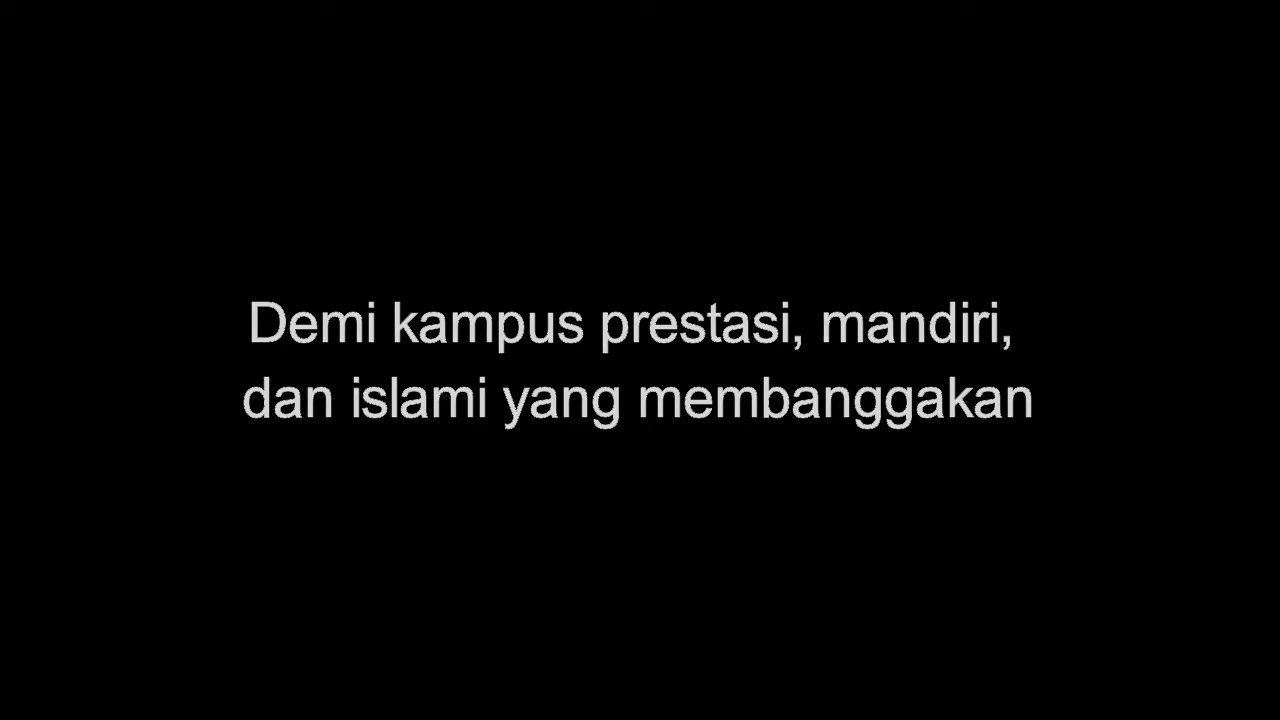 Demi kampus prestasi, mandiri,
dan islami yang membanggakan